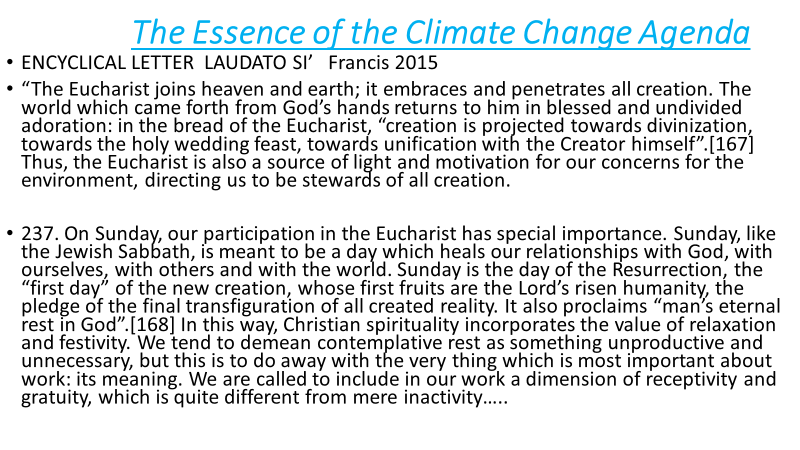 The Essence of the Climate Change Agenda
• ENCYCLICAL LETTER LAUDATO SI’ Francis 2015
• “The Eucharist joins heaven and earth; it embraces and penetrates all creation. The
world which came forth from God’s hands returns to him in blessed and undivided
adoration: in the bread of the Eucharist, “creation is projected towards divinization,
towards the holy wedding feast, towards unification with the Creator himself”.[167]
Thus, the Eucharist is also a source of light and motivation for our concerns for the
environment, directing us to be stewards of all creation.
• 237. On Sunday, our participation in the Eucharist has special importance. Sunday, like
the Jewish Sabbath, is meant to be a day which heals our relationships with God, with
ourselves, with others and with the world. Sunday is the day of the Resurrection, the
“first day” of the new creation, whose first fruits are the Lord’s risen humanity, the
pledge of the final transfiguration of all created reality. It also proclaims “man’s eternal
rest in God”.[168] In this way, Christian spirituality incorporates the value of relaxation
and festivity. We tend to demean contemplative rest as something unproductive and
unnecessary, but this is to do away with the very thing which is most important about
work: its meaning. We are called to include in our work a dimension of receptivity and
gratuity, which is quite different from mere inactivity…..